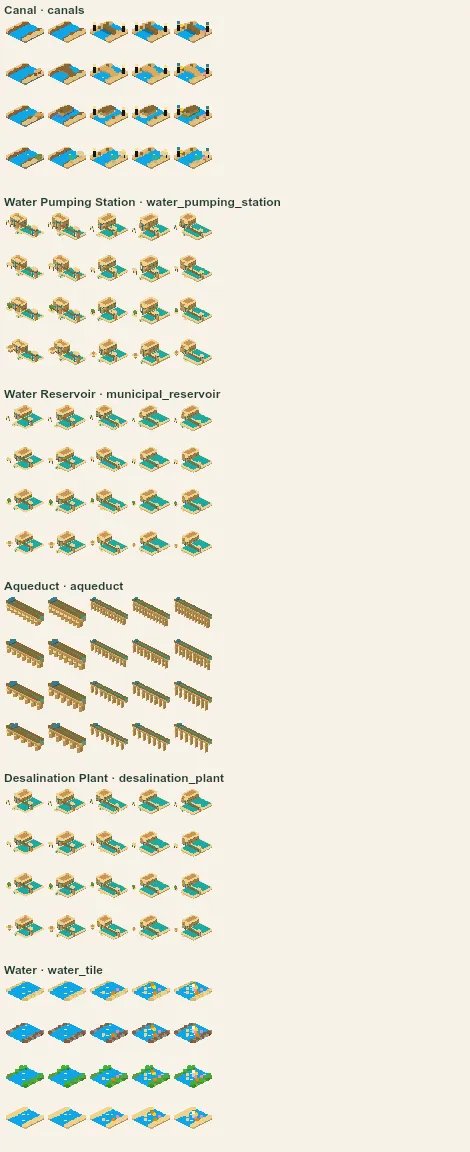 Canal · canals
Water Pumping Station · water_pumping_station
Water Reservoir · municipal_reservoir
Aqueduct · aqueduct
Desalination Plant · desalination_plant
Water · water_tile